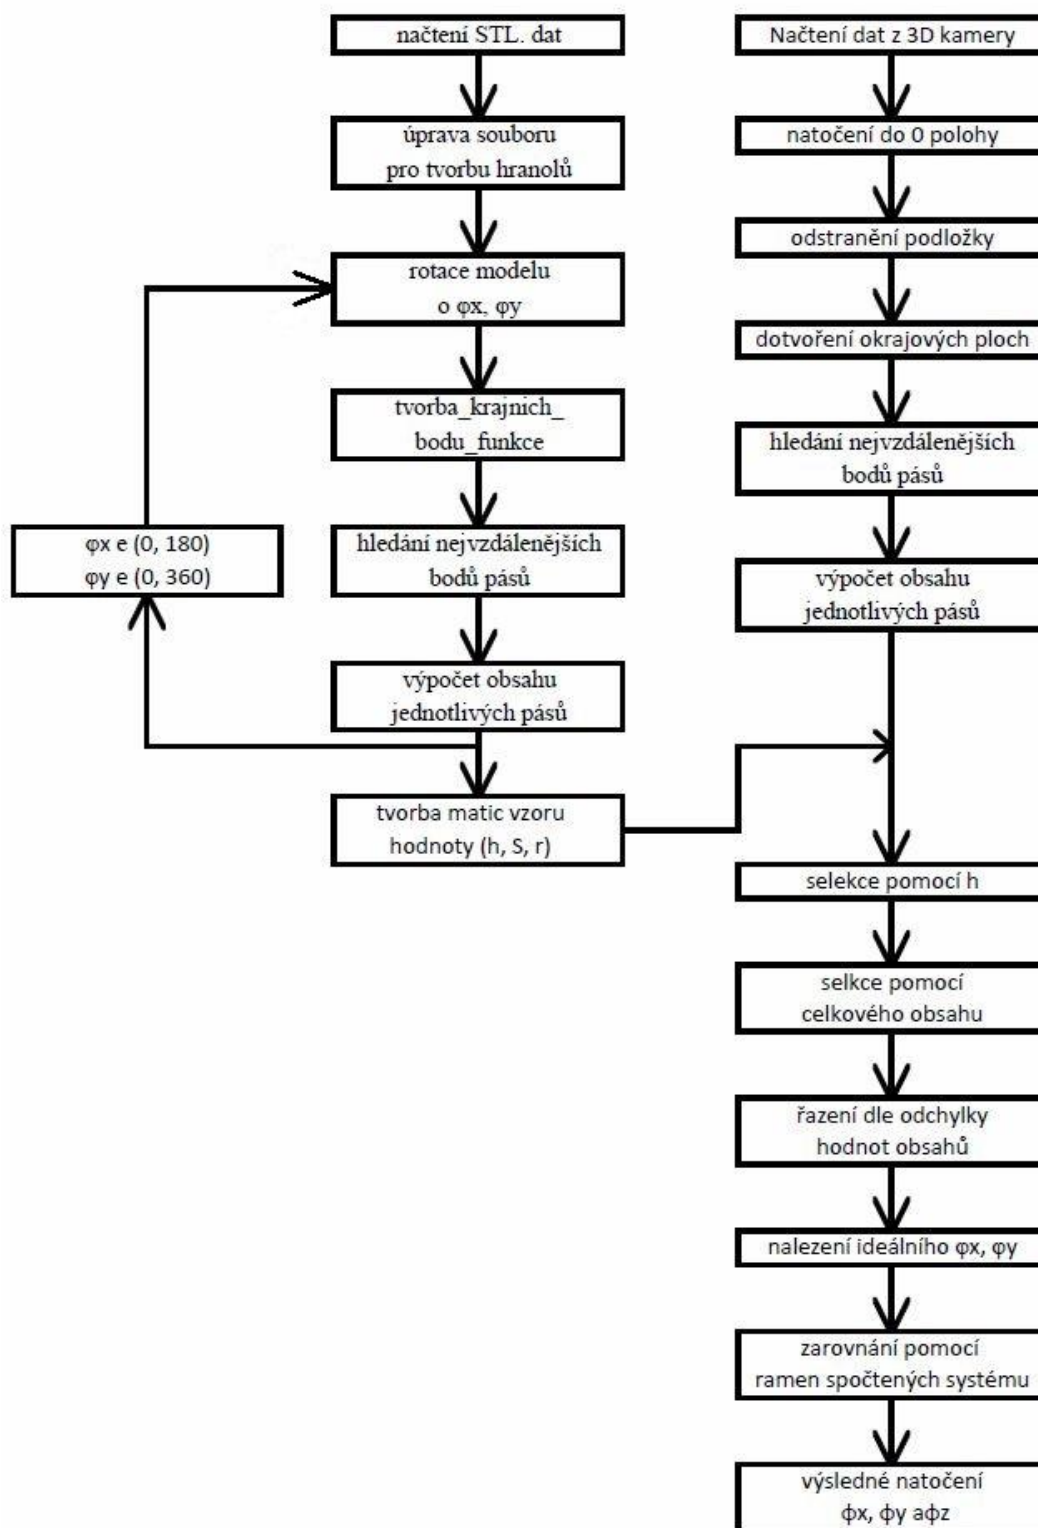 načtení STL. dat
úprava souboru
pro tvorbu hranolů
rotace modelu
o φx, φy
tvorba_krajnich_
bodu_funkce
hledání nejvzdálenějších
bodů pásů
výpočet obsahu
jednotlivých pásů
φx e (0, 180)
φy e (0, 360)
tvorba matic vzoru
hodnoty (h, S, r)
Načtení dat z 3D kamery
natočení do 0 polohy
odstranění podložky
dotvoření okrajových ploch
hledání nejvzdálenějších
bodů pásů
výpočet obsahu
jednotlivých pásů
selekce pomocí h
selkce pomocí
celkového obsahu
řazení dle odchylky
hodnot obsahů
nalezení ideálního φx, φy
zarovnání pomocí
ramen spočtených systému
výsledné natočení
ϕx, ϕy aϕz